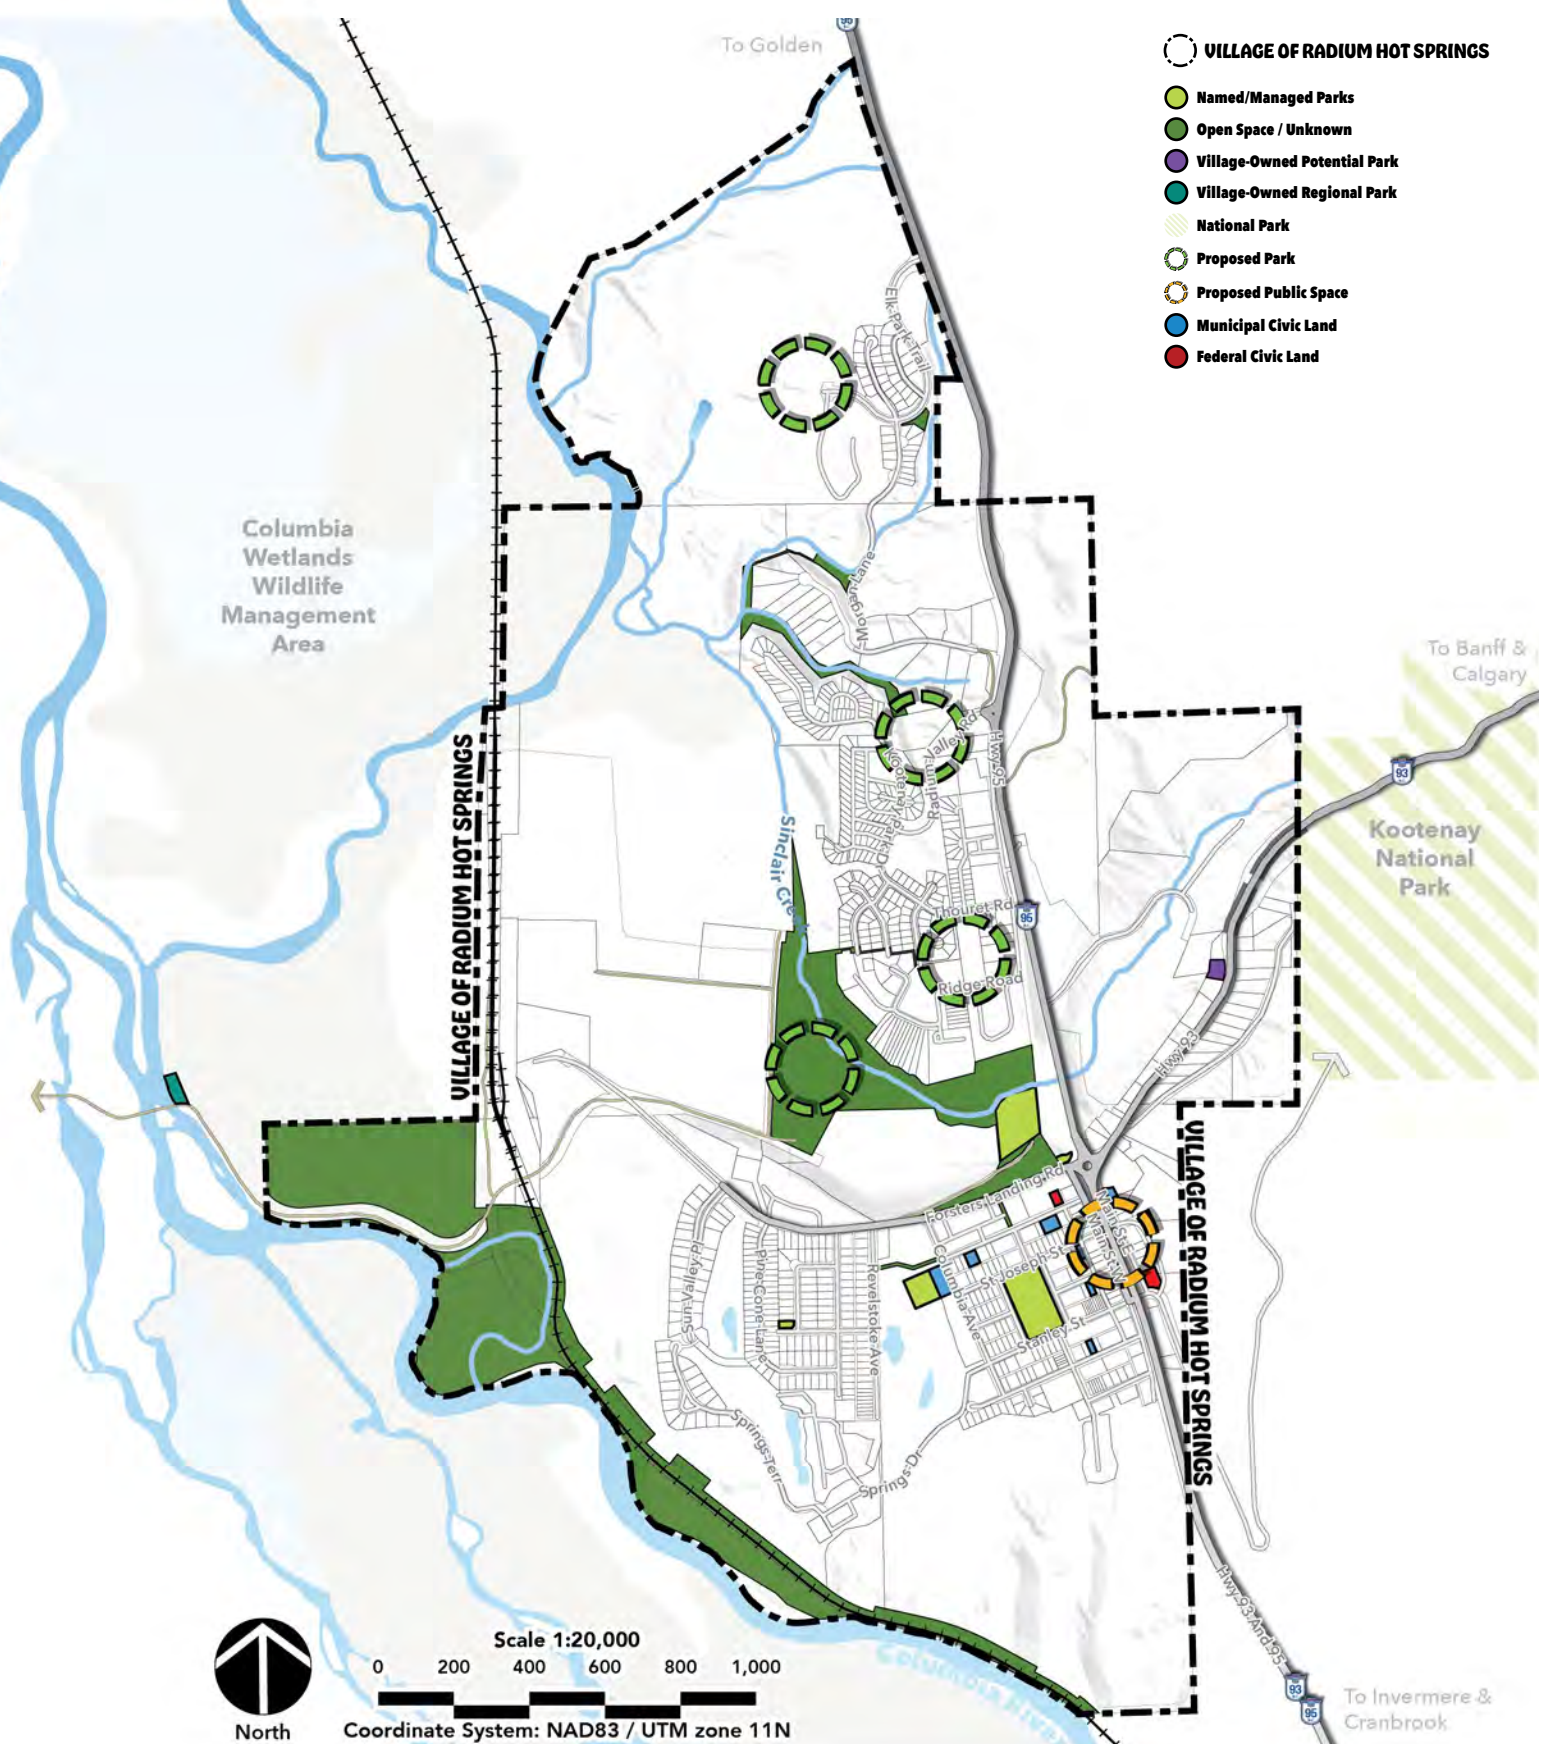 95
To Golden
VILLAGE OF RADIUM HOT SPRINGS
Named/Managed Parks
Open Space / Unknown
Village-Owned Potential Park
Village-Owned Regional Park
National Park
Proposed Park
Proposed Public Space
Municipal Civic Land
Federal Civic Land
Elk Park Trail
Columbia
Wetlands
Wildlife
Management
Area
Morgan Lane
To Banff &
Calgary
93
Kootenay
National
Park
VILLAGE OF RADIUM HOT SPRINGS
Radium Valley Rd
Kootenay Park Dr
Hwy 95
Sinclair Creek
Thouret Rd
95
Ridge Road
Hwy 93
Forsters Landing Rd
Main St E
Main St W
St Joseph St
Columbia Ave
Stanley St
Sun Valley Pl
Pine Cone Lane
Revelstoke Ave
Springs Terr
Springs Dr
VILLAGE OF RADIUM HOT SPRINGS
Hwy 93 And 95
93
95
To Invermere &
Cranbrook
Columbia River
North
Scale 1:20,000
0 200 400 600 800 1,000
Coordinate System: NAD83 / UTM zone 11N